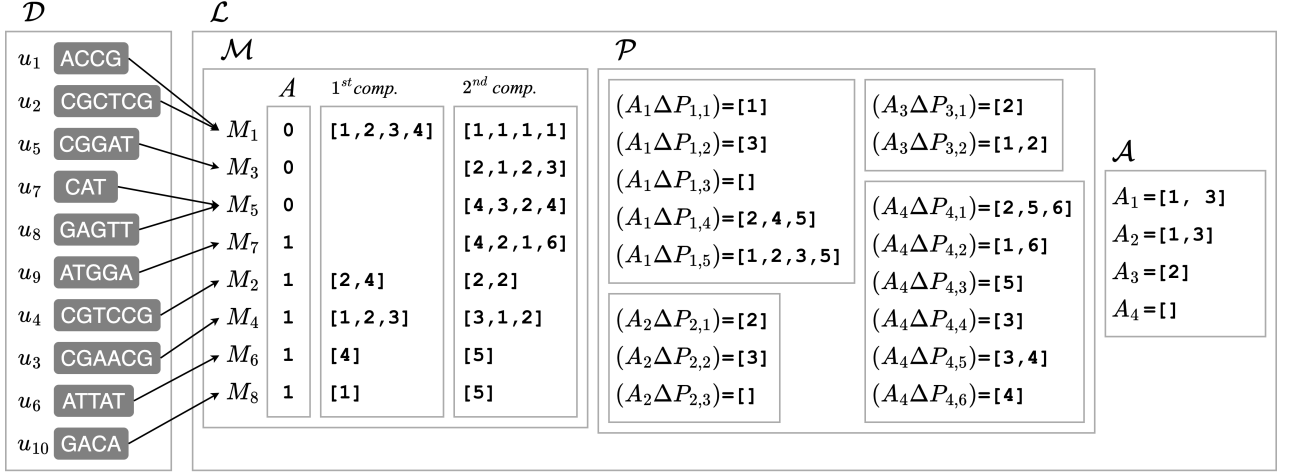 𝒟
u₁ ACCG
u₂ CGCTCG
u₅ CGGAT
u₇ CAT
u₈ GAGTT
u₉ ATGGA
u₄ CGTCCG
u₃ CGAACG
u₆ ATTAT
u₁₀ GACA
ℒ
ℳ
A 1ˢᵗ comp. 2ⁿᵈ comp.
M₁ 0 [1,2,3,4] [1,1,1,1]
M₃ 0 [2,1,2,3]
M₅ 0 [4,3,2,4]
M₇ 1 [4,2,1,6]
M₂ 1 [2,4] [2,2]
M₄ 1 [1,2,3] [3,1,2]
M₆ 1 [4] [5]
M₈ 1 [1] [5]
𝒫
(A₁ΔP₁,₁)=[1]
(A₁ΔP₁,₂)=[3]
(A₁ΔP₁,₃)=[]
(A₁ΔP₁,₄)=[2,4,5]
(A₁ΔP₁,₅)=[1,2,3,5]
(A₂ΔP₂,₁)=[2]
(A₂ΔP₂,₂)=[3]
(A₂ΔP₂,₃)=[]
(A₃ΔP₃,₁)=[2]
(A₃ΔP₃,₂)=[1,2]
(A₄ΔP₄,₁)=[2,5,6]
(A₄ΔP₄,₂)=[1,6]
(A₄ΔP₄,₃)=[5]
(A₄ΔP₄,₄)=[3]
(A₄ΔP₄,₅)=[3,4]
(A₄ΔP₄,₆)=[4]
𝒜
A₁=[1, 3]
A₂=[1,3]
A₃=[2]
A₄=[]